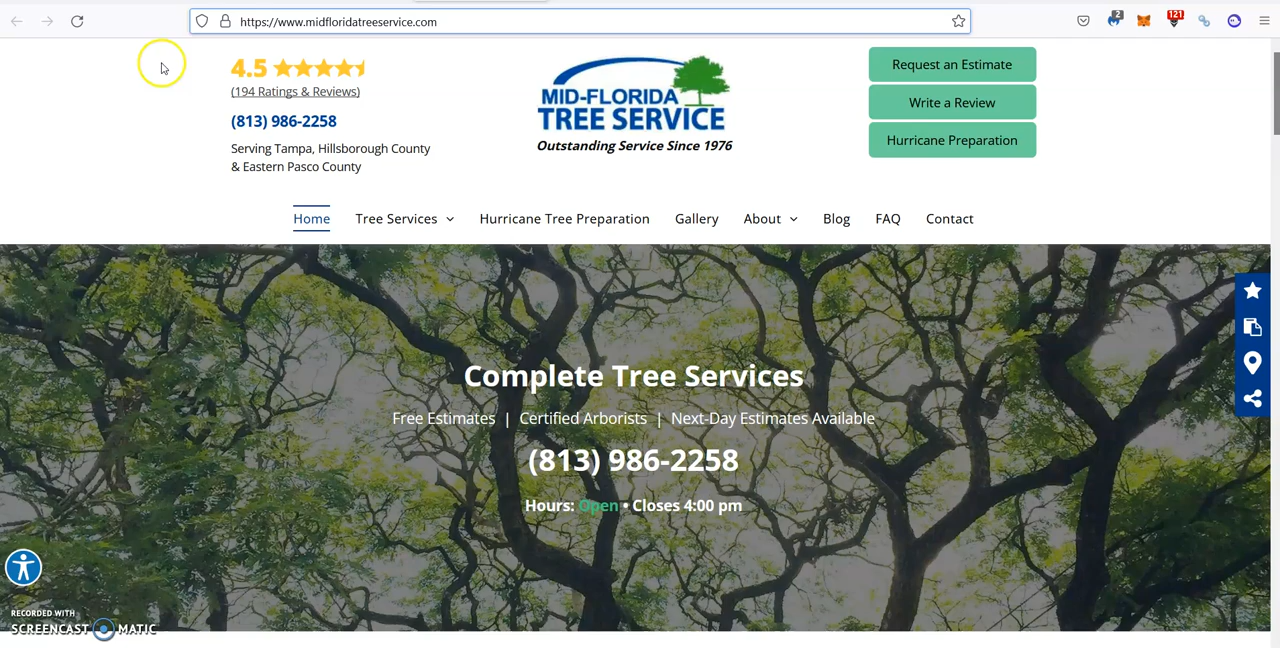 https://www.midfloridatreeservice.com
2
121
4.5
(194 Ratings & Reviews)
(813) 986-2258
Serving Tampa, Hillsborough County
& Eastern Pasco County
MID-FLORIDA
TREE SERVICE
Outstanding Service Since 1976
Request an Estimate
Write a Review
Hurricane Preparation
Home
Tree Services
Hurricane Tree Preparation
Gallery
About
Blog
FAQ
Contact
Complete Tree Services
Free Estimates | Certified Arborists | Next-Day Estimates Available
(813) 986-2258
Hours: Open • Closes 4:00 pm
RECORDED WITH
SCREENCAST MATIC